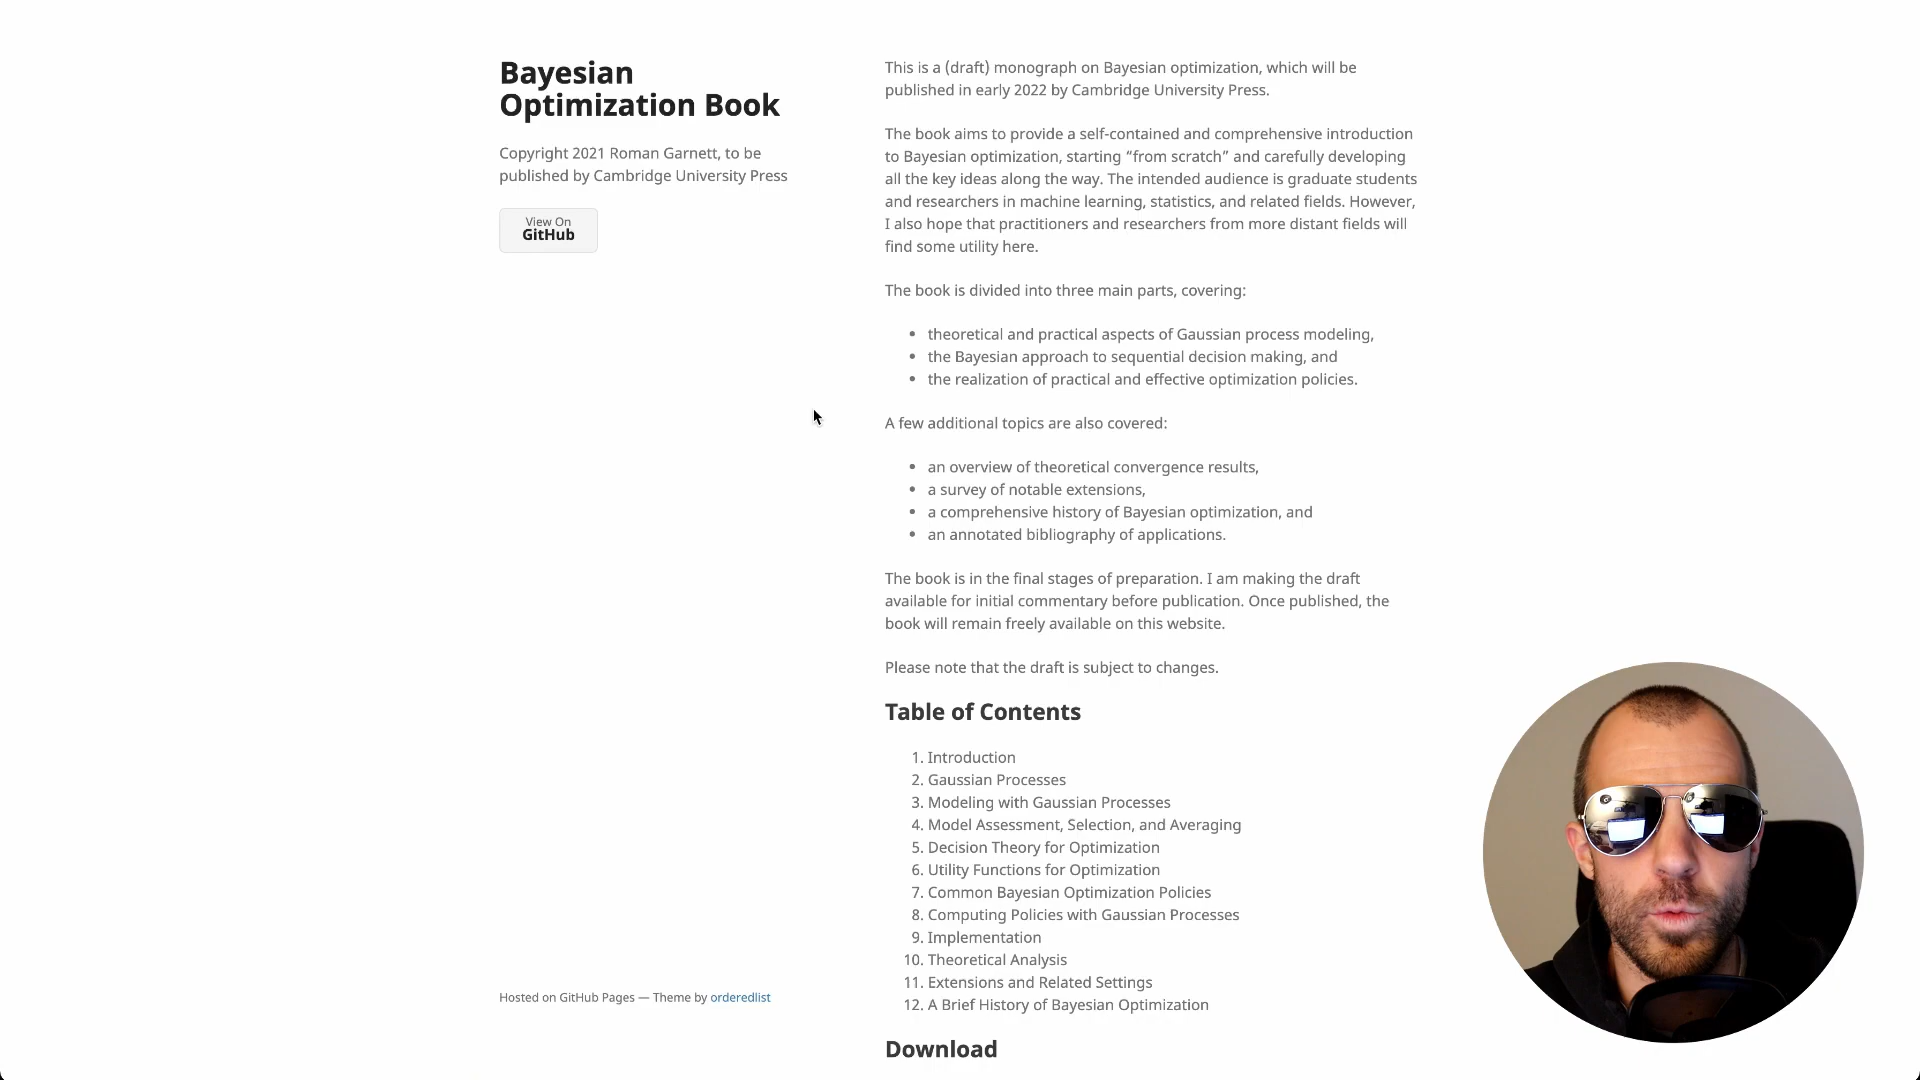 Bayesian
Optimization Book
Copyright 2021 Roman Garnett, to be
published by Cambridge University Press
View On
GitHub
This is a (draft) monograph on Bayesian optimization, which will be
published in early 2022 by Cambridge University Press.
The book aims to provide a self-contained and comprehensive introduction
to Bayesian optimization, starting “from scratch” and carefully developing
all the key ideas along the way. The intended audience is graduate students
and researchers in machine learning, statistics, and related fields. However,
I also hope that practitioners and researchers from more distant fields will
find some utility here.
The book is divided into three main parts, covering:
• theoretical and practical aspects of Gaussian process modeling,
• the Bayesian approach to sequential decision making, and
• the realization of practical and effective optimization policies.
A few additional topics are also covered:
• an overview of theoretical convergence results,
• a survey of notable extensions,
• a comprehensive history of Bayesian optimization, and
• an annotated bibliography of applications.
The book is in the final stages of preparation. I am making the draft
available for initial commentary before publication. Once published, the
book will remain freely available on this website.
Please note that the draft is subject to changes.
Table of Contents
1. Introduction
2. Gaussian Processes
3. Modeling with Gaussian Processes
4. Model Assessment, Selection, and Averaging
5. Decision Theory for Optimization
6. Utility Functions for Optimization
7. Common Bayesian Optimization Policies
8. Computing Policies with Gaussian Processes
9. Implementation
10. Theoretical Analysis
11. Extensions and Related Settings
12. A Brief History of Bayesian Optimization
Download
Hosted on GitHub Pages — Theme by orderedlist